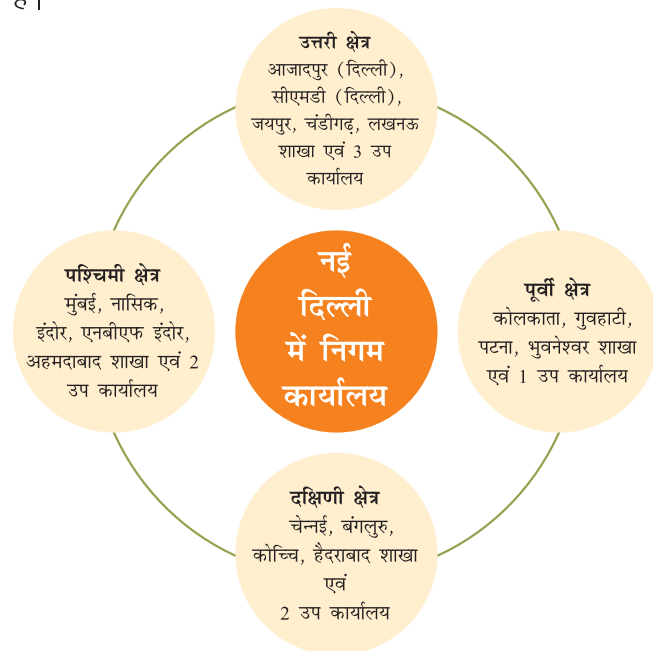 है।
उत्तरी क्षेत्र
आजादपुर (दिल्ली),
सीएमडी (दिल्ली),
जयपुर, चंडीगढ़, लखनऊ
शाखा एवं 3 उप
कार्यालय
पश्चिमी क्षेत्र
मुंबई, नासिक,
इंदोर, एनबीएफ इंदोर,
अहमदाबाद शाखा एवं 2
उप कार्यालय
नई
दिल्ली
में निगम
कार्यालय
पूर्वी क्षेत्र
कोलकाता, गुवहाटी,
पटना, भुवनेश्वर शाखा
एवं 1 उप कार्यालय
दक्षिणी क्षेत्र
चेन्नई, बंगलुरु,
कोच्चि, हैदराबाद शाखा
एवं
2 उप कार्यालय